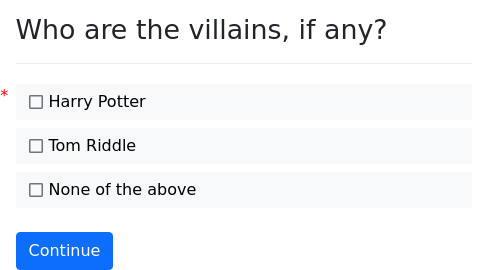 Who are the villains, if any?
*
Harry Potter
Tom Riddle
None of the above
Continue